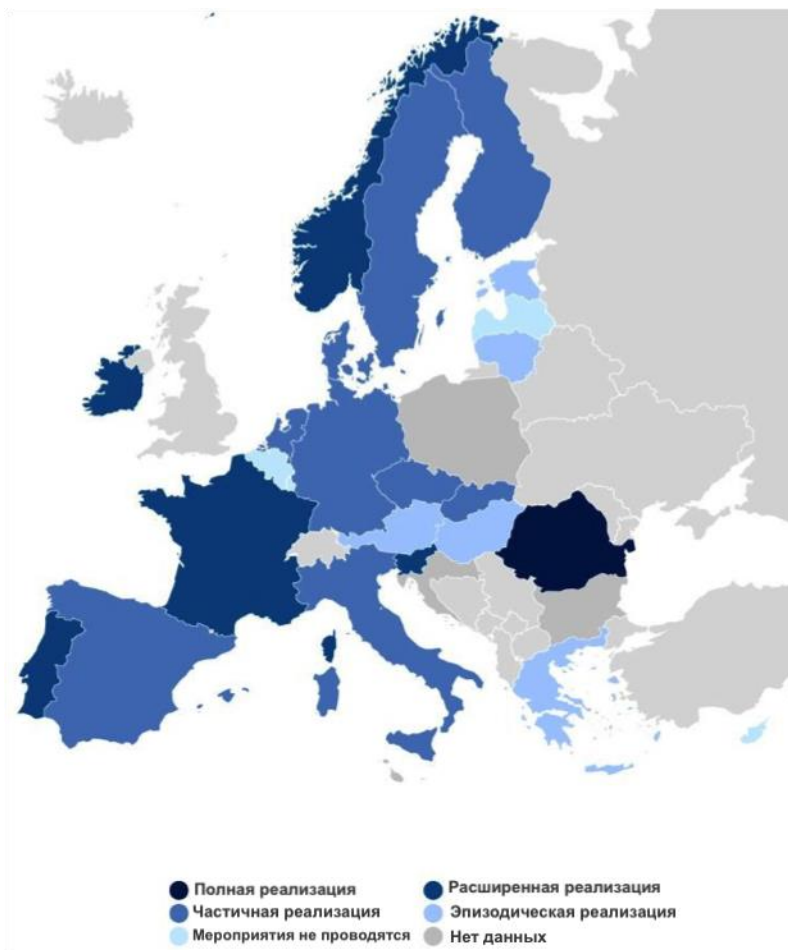 Полная реализация
Расширенная реализация
Частичная реализация
Эпизодическая реализация
Мероприятия не проводятся
Нет данных